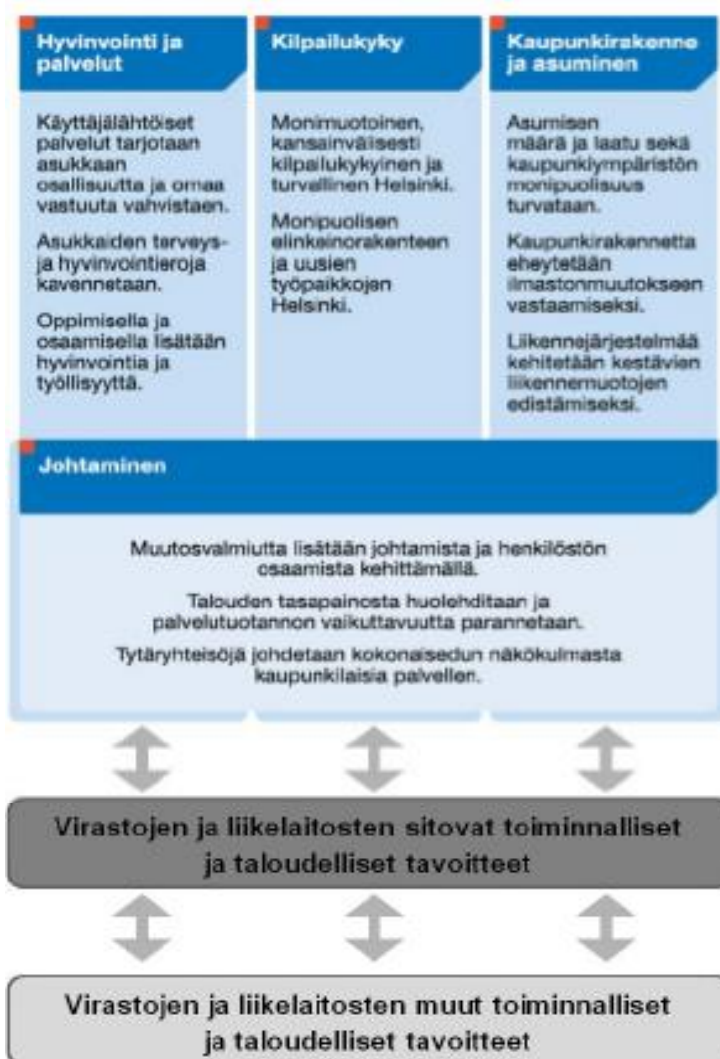 Hyvinvointi ja
palvelut
Käyttäjälähtöiset
palvelut tarjotaan
asukkaan
osallisuutta ja omaa
vastuuta vahvistaen.
Asukkaiden terveys-
ja hyvinvointieroja
kavennetaan.
Oppimisella ja
osaamisella lisätään
hyvinvointia ja
työllisyyttä.
Kilpailukyky
Monimuotoinen,
kansainvälisesti
kilpailukykyinen ja
turvallinen Helsinki.
Monipuolisen
elinkeinorakenteen
ja uusien
työpaikkojen
Helsinki.
Kaupunkirakenne
ja asuminen
Asumisen
määrä ja laatu sekä
kaupunkiympäristön
monipuolisuus
turvataan.
Kaupunkirakennetta
eheytetään
ilmastonmuutokseen
vastaamiseksi.
Liikennejärjestelmää
kehitetään kestävien
liikennemuotojen
edistämiseksi.
Johtaminen
Muutosvalmiutta lisätään johtamista ja henkilöstön
osaamista kehittämällä.
Talouden tasapainosta huolehditaan ja
palvelutuotannon vaikuttavuutta parannetaan.
Tytäryhteisöjä johdetaan kokonaisedun näkökulmasta
kaupunkilaisia palvellen.
Virastojen ja liikelaitosten sitovat toiminnalliset
ja taloudelliset tavoitteet
Virastojen ja liikelaitosten muut toiminnalliset
ja taloudelliset tavoitteet